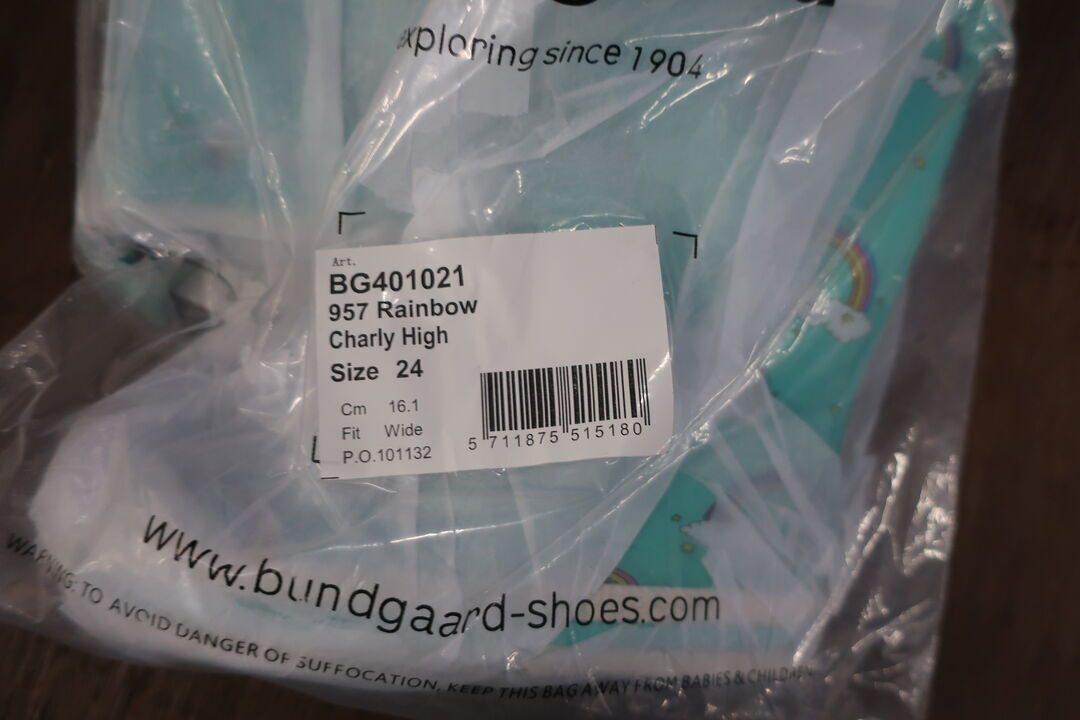 exploring since 1904
Art.
BG401021
957 Rainbow
Charly High
Size 24
Cm 16.1
Fit Wide
P.O.101132
5 711875 515180
www.bundgaard-shoes.com
WARNING: TO AVOID DANGER OF SUFFOCATION, KEEP THIS BAG AWAY FROM BABIES & CHILDREN